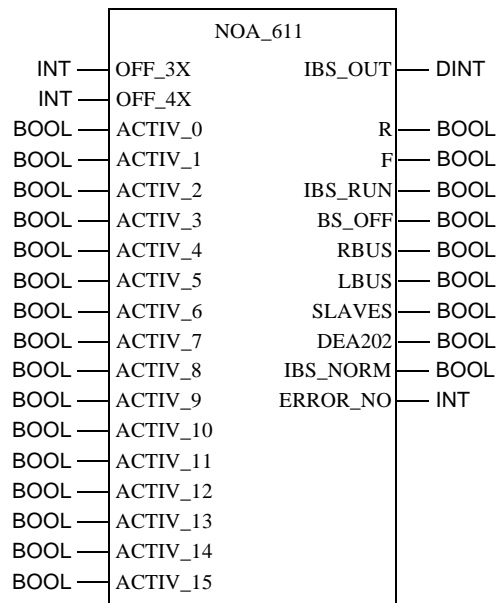 NOA_611
INT OFF_3X IBS_OUT DINT
INT OFF_4X
BOOL ACTIV_0 R BOOL
BOOL ACTIV_1 F BOOL
BOOL ACTIV_2 IBS_RUN BOOL
BOOL ACTIV_3 BS_OFF BOOL
BOOL ACTIV_4 RBUS BOOL
BOOL ACTIV_5 LBUS BOOL
BOOL ACTIV_6 SLAVES BOOL
BOOL ACTIV_7 DEA202 BOOL
BOOL ACTIV_8 IBS_NORM BOOL
BOOL ACTIV_9 ERROR_NO INT
BOOL ACTIV_10
BOOL ACTIV_11
BOOL ACTIV_12
BOOL ACTIV_13
BOOL ACTIV_14
BOOL ACTIV_15